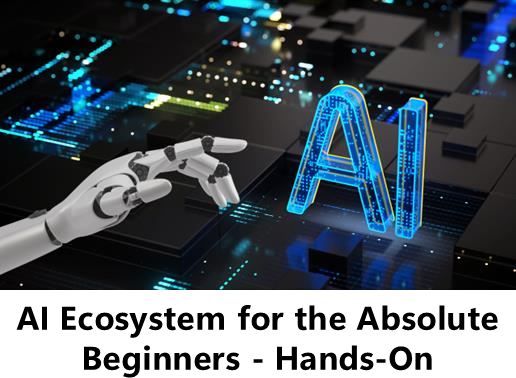 AI
AI Ecosystem for the Absolute
Beginners - Hands-On